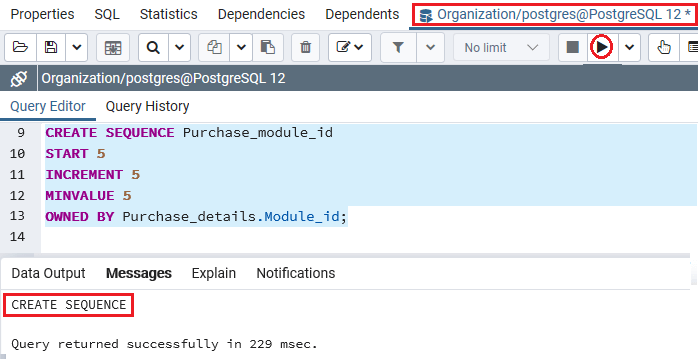 Properties SQL Statistics Dependencies Dependents Organization/postgres@PostgreSQL 12 *
No limit
Organization/postgres@PostgreSQL 12
Query Editor Query History
9 CREATE SEQUENCE Purchase_module_id
10 START 5
11 INCREMENT 5
12 MINVALUE 5
13 OWNED BY Purchase_details.Module_id;
14
Data Output Messages Explain Notifications
CREATE SEQUENCE
Query returned successfully in 229 msec.